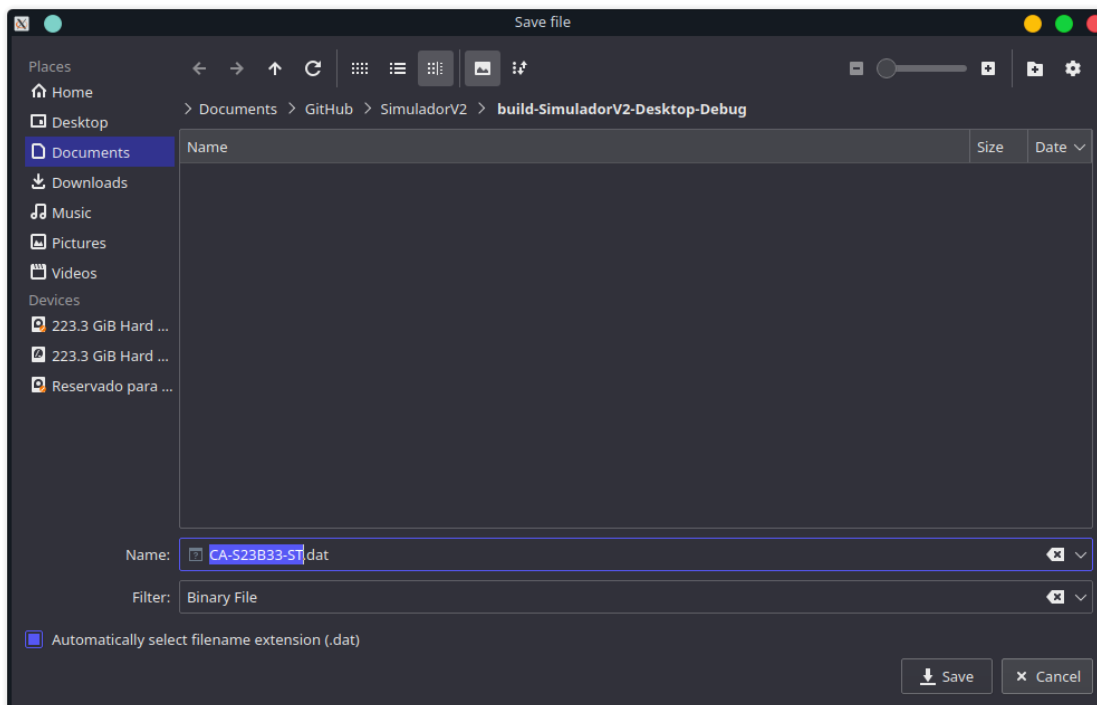 Save file
Places
Home
Desktop
Documents
Downloads
Music
Pictures
Videos
Devices
223.3 GiB Hard ...
223.3 GiB Hard ...
Reservado para ...
> Documents > GitHub > SimuladorV2 > build-SimuladorV2-Desktop-Debug
Name Size Date
Name: CA-S23B33-ST.dat
Filter: Binary File
Automatically select filename extension (.dat)
Save Cancel